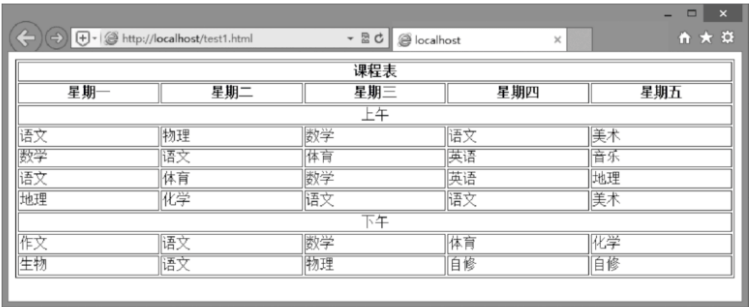 http://localhost/test1.html
localhost
课程表
星期一 星期二 星期三 星期四 星期五
上午
语文 物理 数学 语文 美术
数学 语文 体育 英语 音乐
语文 体育 数学 英语 地理
地理 化学 语文 语文 美术
下午
作文 语文 数学 体育 化学
生物 语文 物理 自修 自修